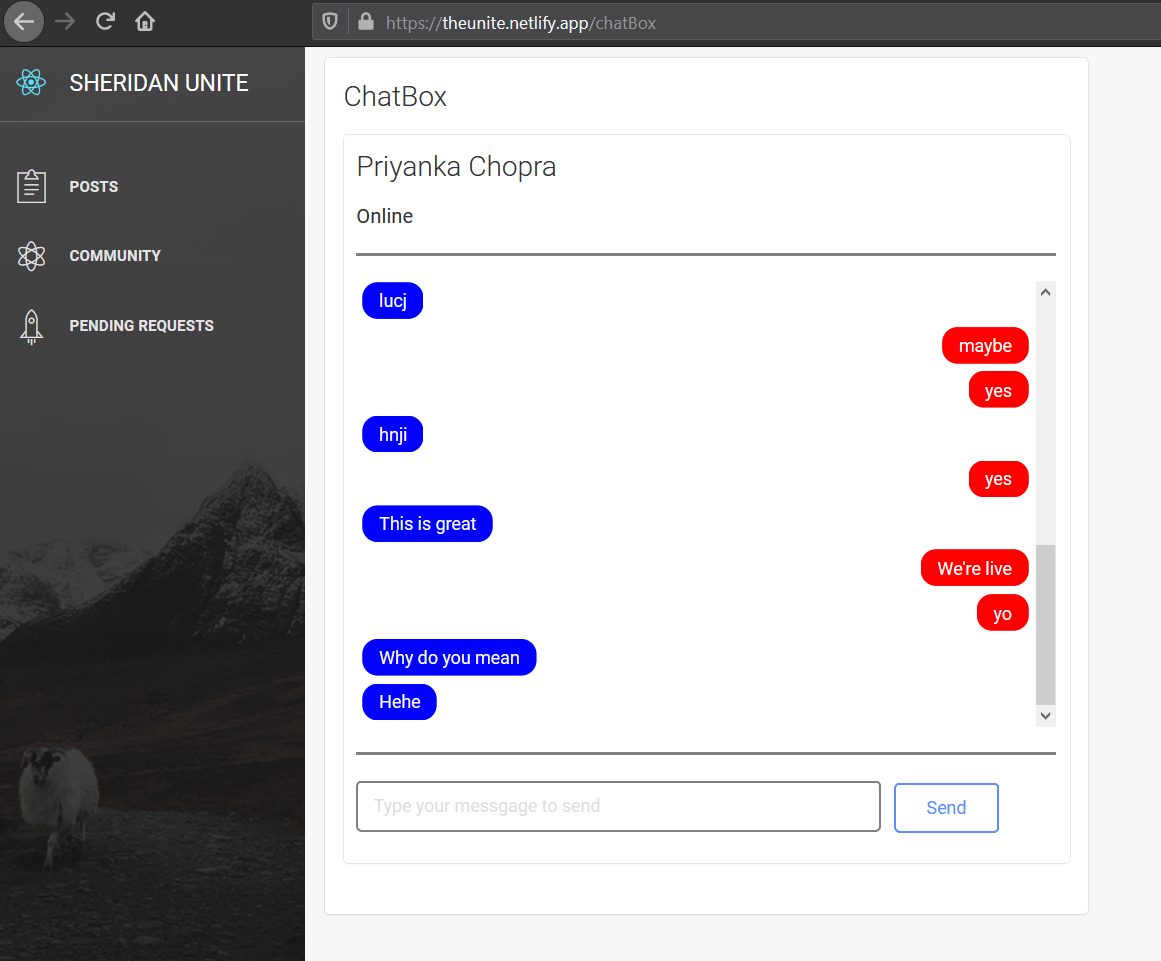 https://theunite.netlify.app/chatBox
SHERIDAN UNITE
POSTS
COMMUNITY
PENDING REQUESTS
ChatBox
Priyanka Chopra
Online
lucj
maybe
yes
hnji
yes
This is great
We're live
yo
Why do you mean
Hehe
Type your messgage to send
Send